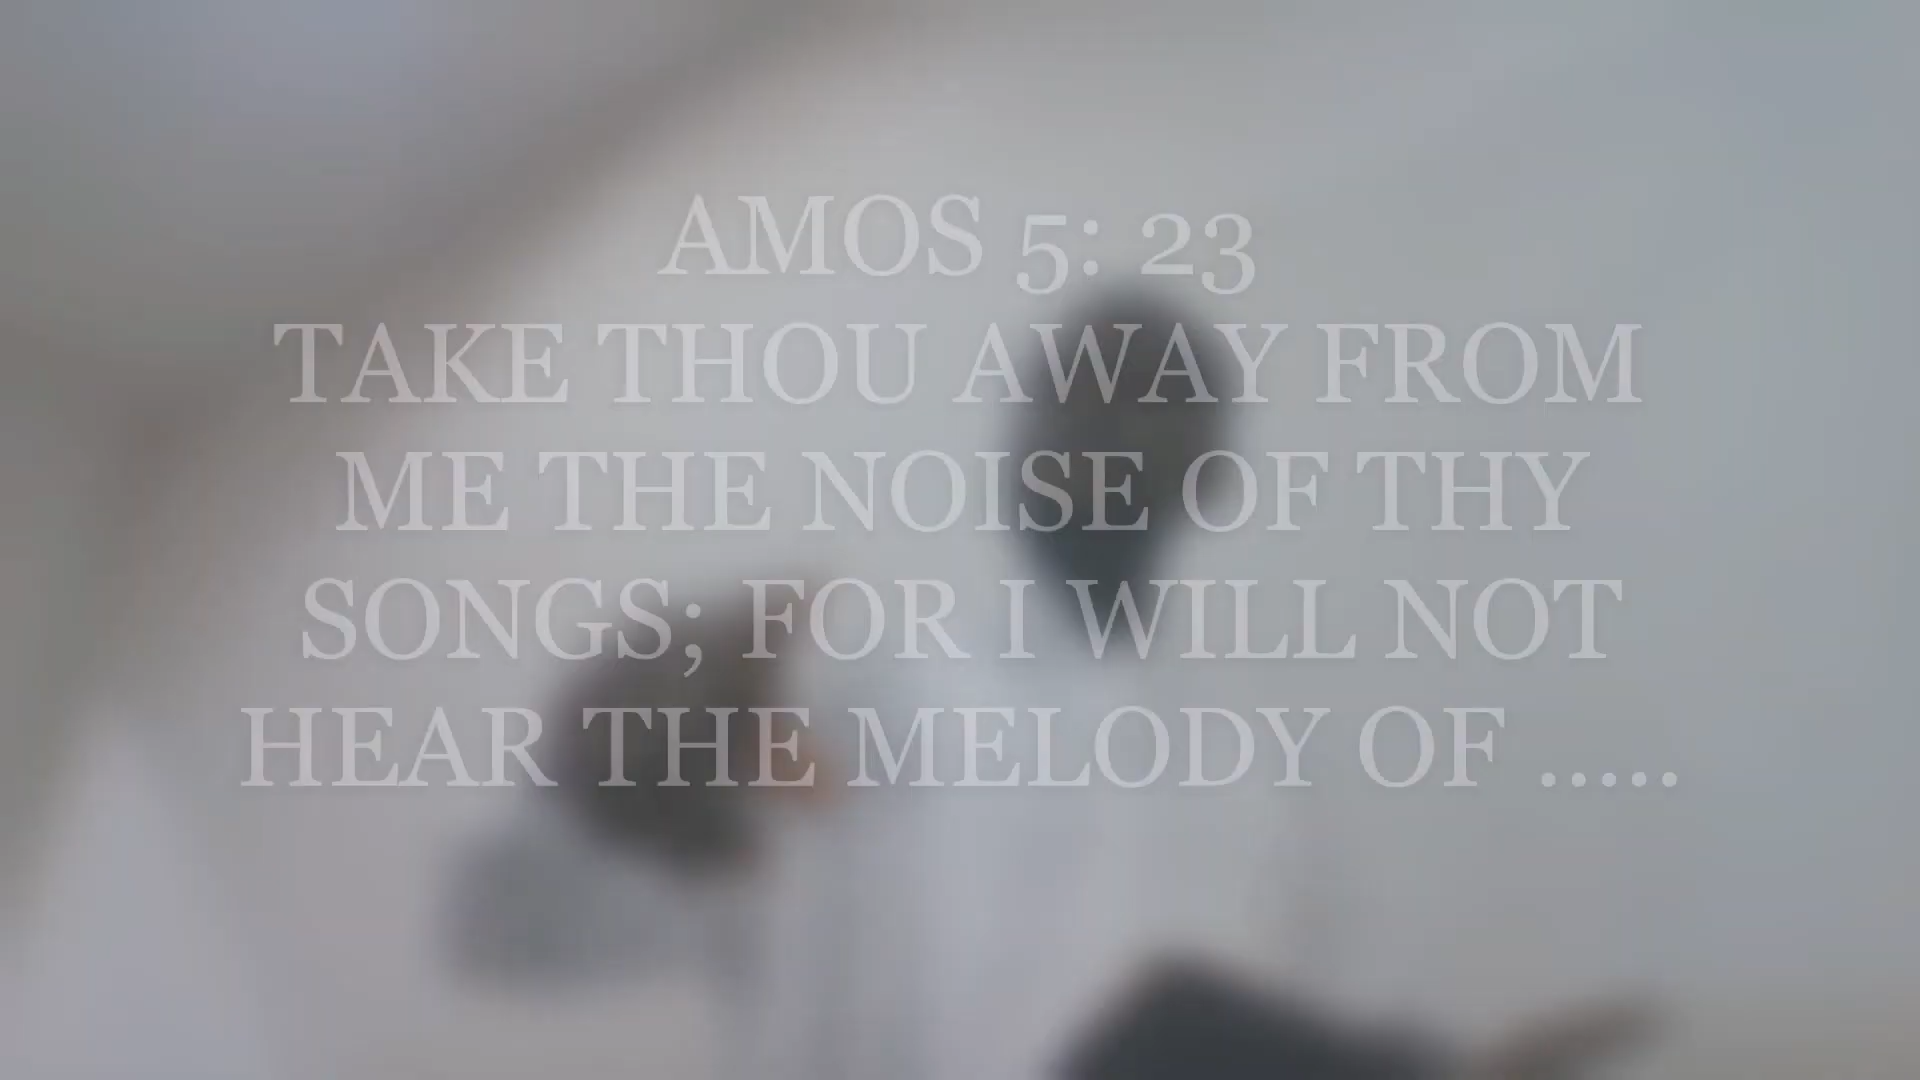 AMOS 5: 23
TAKE THOU AWAY FROM
ME THE NOISE OF THY
SONGS; FOR I WILL NOT
HEAR THE MELODY OF .....